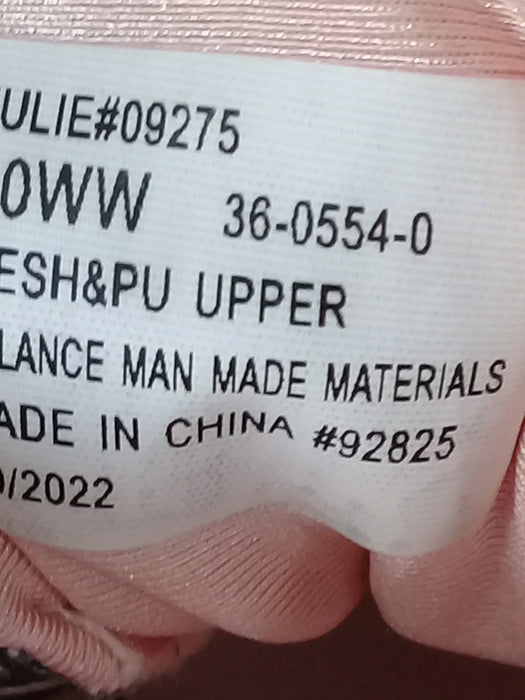 ULIE#09275
0WW 36-0554-0
ESH&PU UPPER
LANCE MAN MADE MATERIALS
ADE IN CHINA #92825
/2022